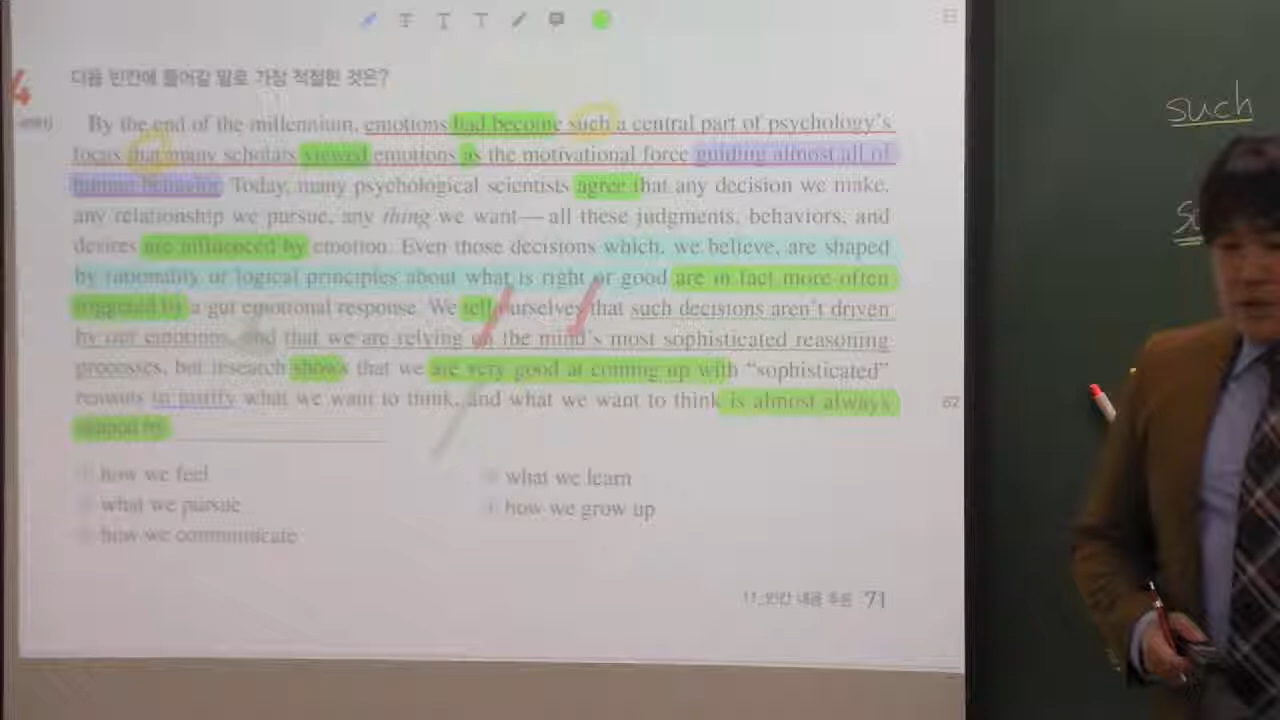 다음 빈칸에 들어갈 말로 가장 적절한 것은?
By the end of the millennium, emotions had become such a central part of psychology's
focus that many scholars viewed emotions as the motivational force guiding almost all of
human behavior. Today, many psychological scientists agree that any decision we make,
any relationship we pursue, any thing we want—all these judgments, behaviors, and
desires are influenced by emotion. Even those decisions which, we believe, are shaped
by rationality or logical principles about what is right or good are in fact more often
triggered by a gut emotional response. We tell ourselves that such decisions aren't driven
by our emotions, and that we are relying on the mind's most sophisticated reasoning
processes, but research shows that we are very good at coming up with "sophisticated"
reasons to justify what we want to think, and what we want to think is almost always
shaped by
how we feel
what we learn
what we pursue
how we grow up
how we communicate
11 빈칸 내용 추론 71
62
4
such